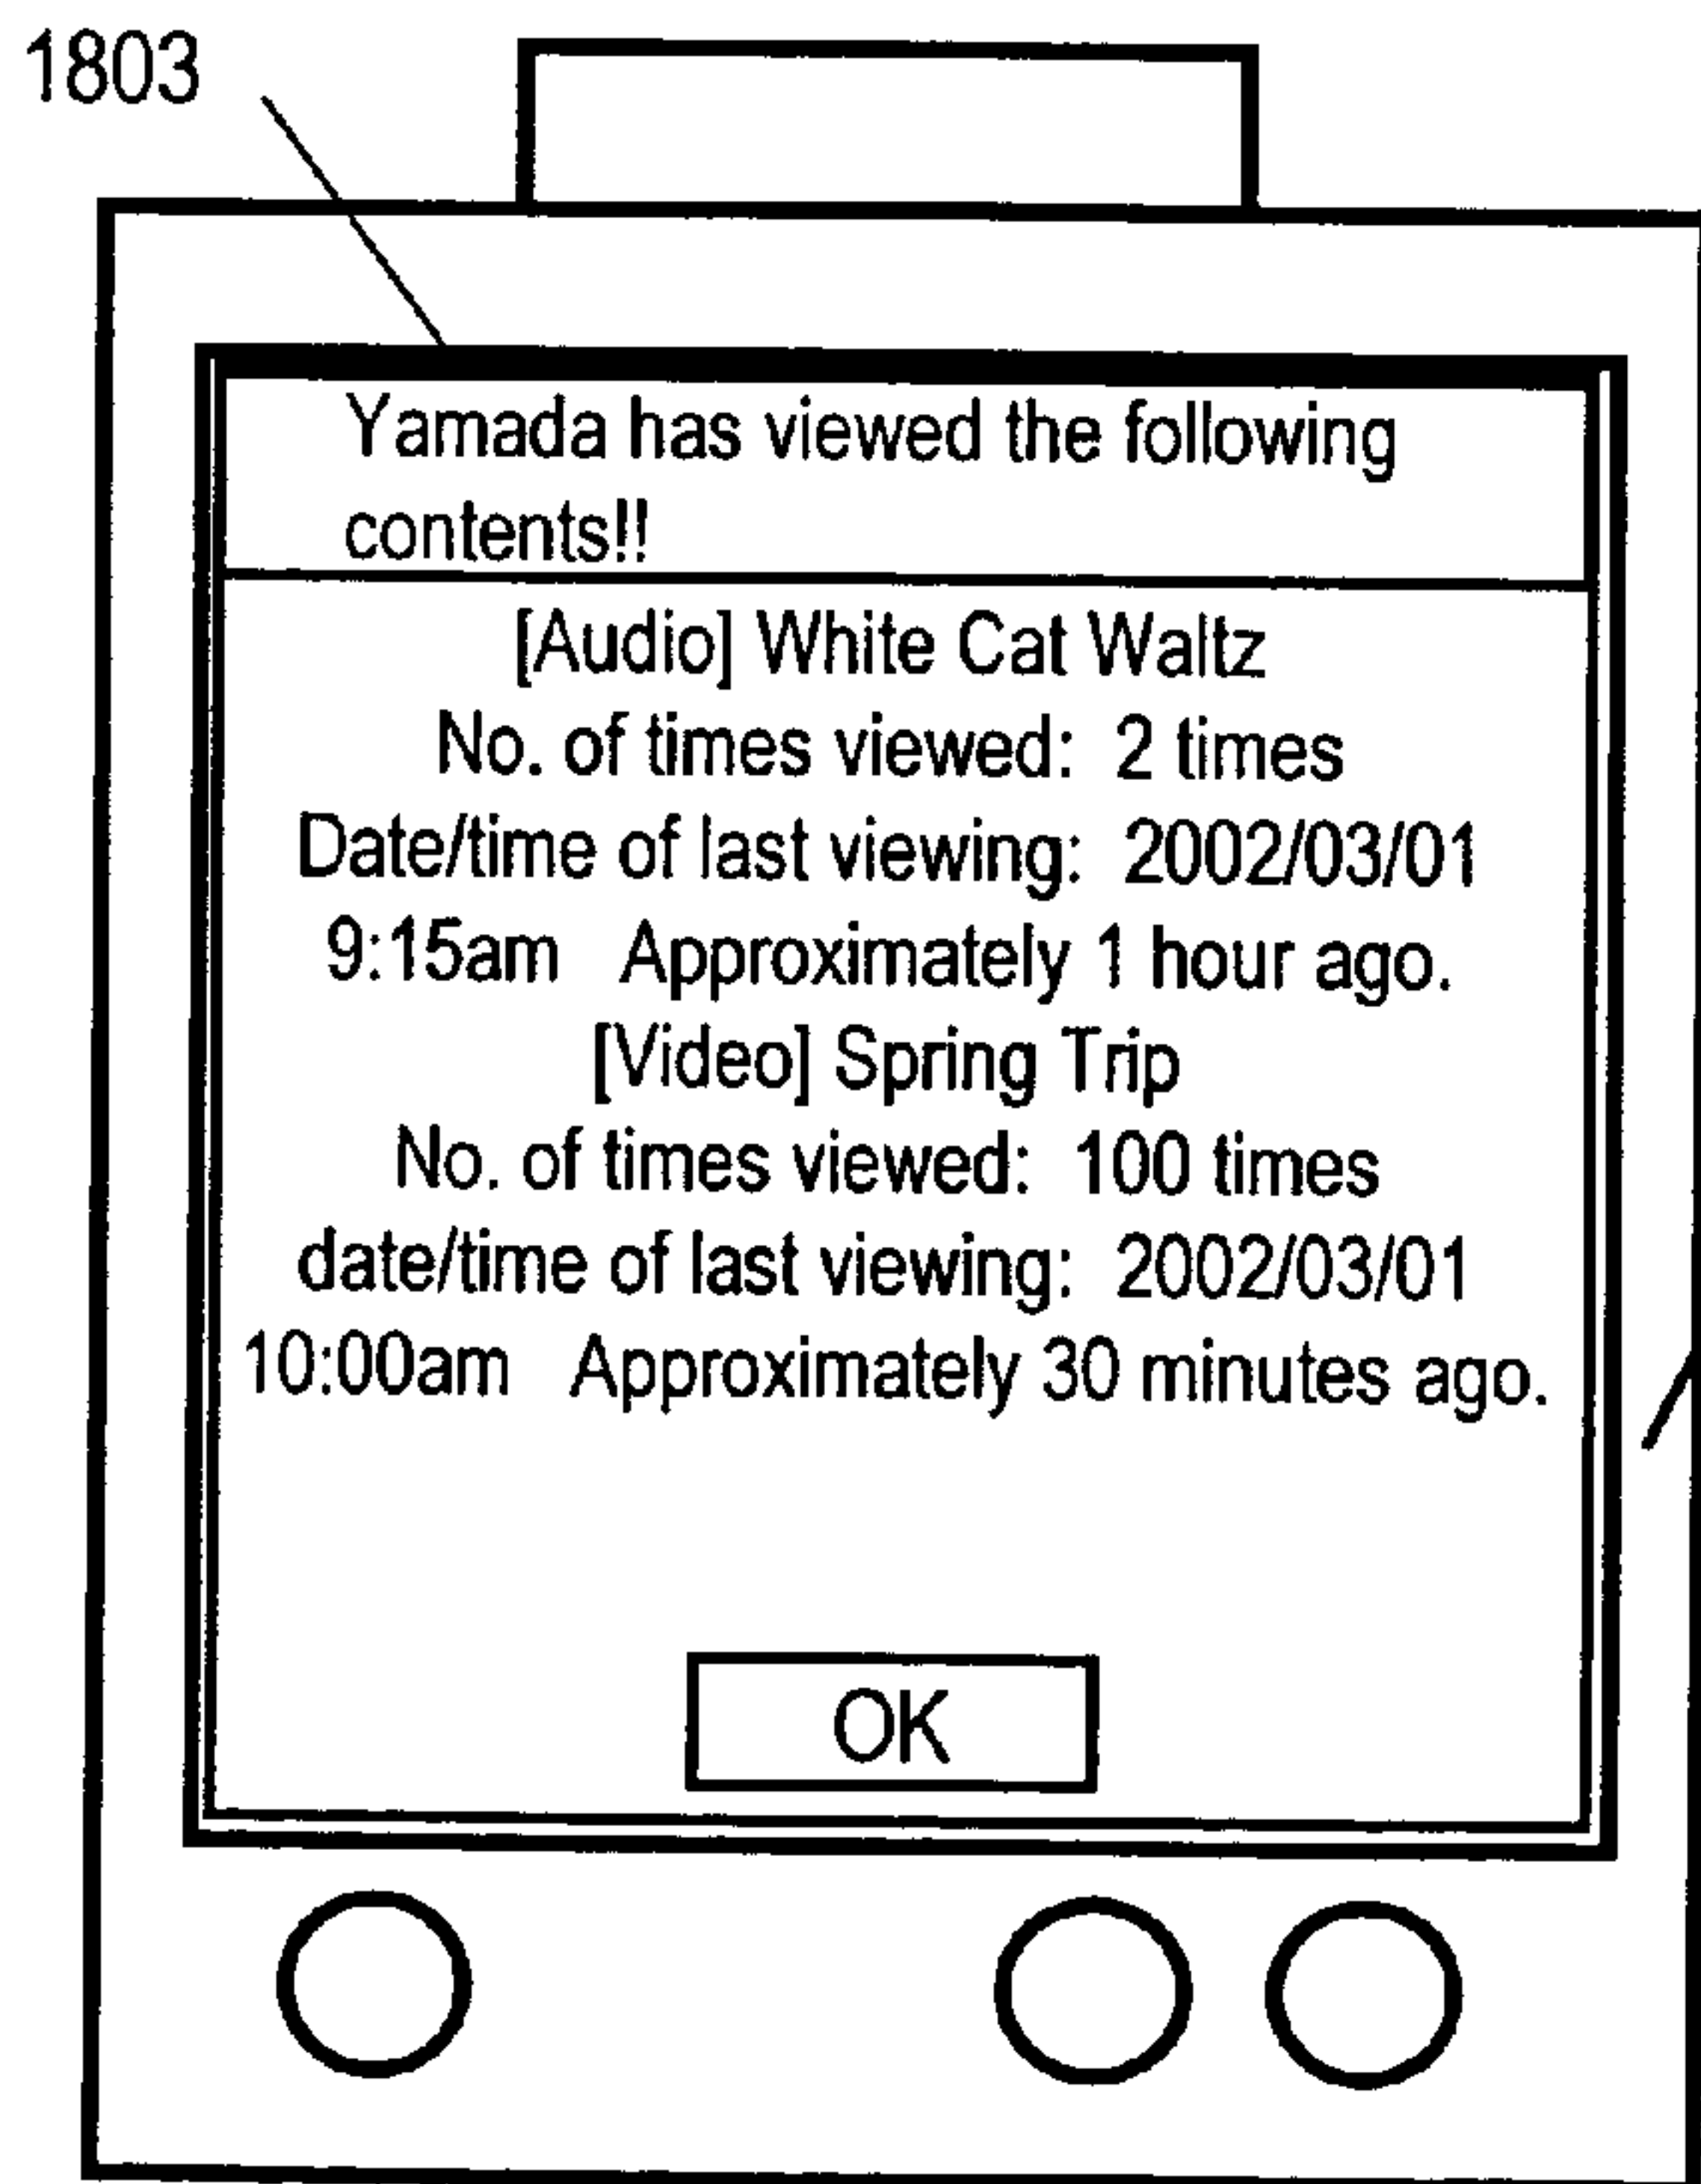 1803
Yamada has viewed the following
contents!!
[Audio] White Cat Waltz
No. of times viewed: 2 times
Date/time of last viewing: 2002/03/01
9:15am Approximately 1 hour ago.
[Video] Spring Trip
No. of times viewed: 100 times
date/time of last viewing: 2002/03/01
10:00am Approximately 30 minutes ago.
OK